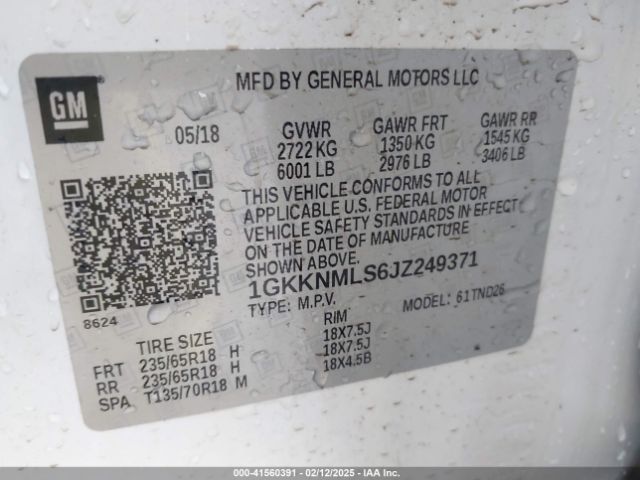 GM
MFD BY GENERAL MOTORS LLC
05/18
GVWR GAWR FRT GAWR RR
2722 KG 1350 KG 1545 KG
6001 LB 2976 LB 3406 LB
THIS VEHICLE CONFORMS TO ALL
APPLICABLE U.S. FEDERAL MOTOR
VEHICLE SAFETY STANDARDS IN EFFECT
ON THE DATE OF MANUFACTURE
SHOWN ABOVE.
1GKKNMLS6JZ249371
TYPE: M.P.V. MODEL: 61TND26
8624
TIRE SIZE RIM
FRT 235/65R18 H 18X7.5J
RR 235/65R18 H 18X7.5J
SPA T135/70R18 M 18X4.5B
000-41560391 - 02/12/2025 - IAA Inc.